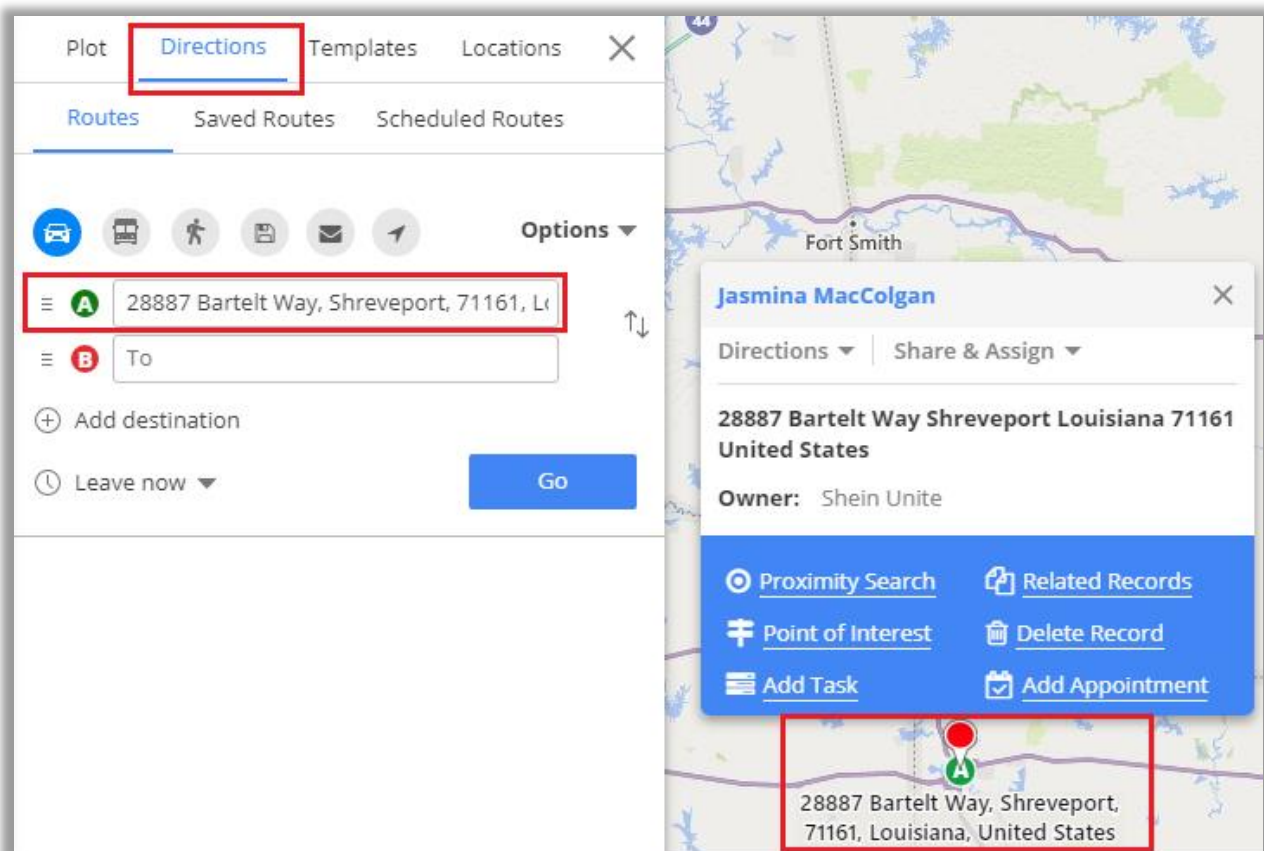 Plot Directions Templates Locations
Routes Saved Routes Scheduled Routes
Options
A 28887 Bartelt Way, Shreveport, 71161, L
B To
Add destination
Leave now Go
44
Fort Smith
Jasmina MacColgan
Directions Share & Assign
28887 Bartelt Way Shreveport Louisiana 71161
United States
Owner: Shein Unite
Proximity Search Related Records
Point of Interest Delete Record
Add Task Add Appointment
A
28887 Bartelt Way, Shreveport,
71161, Louisiana, United States